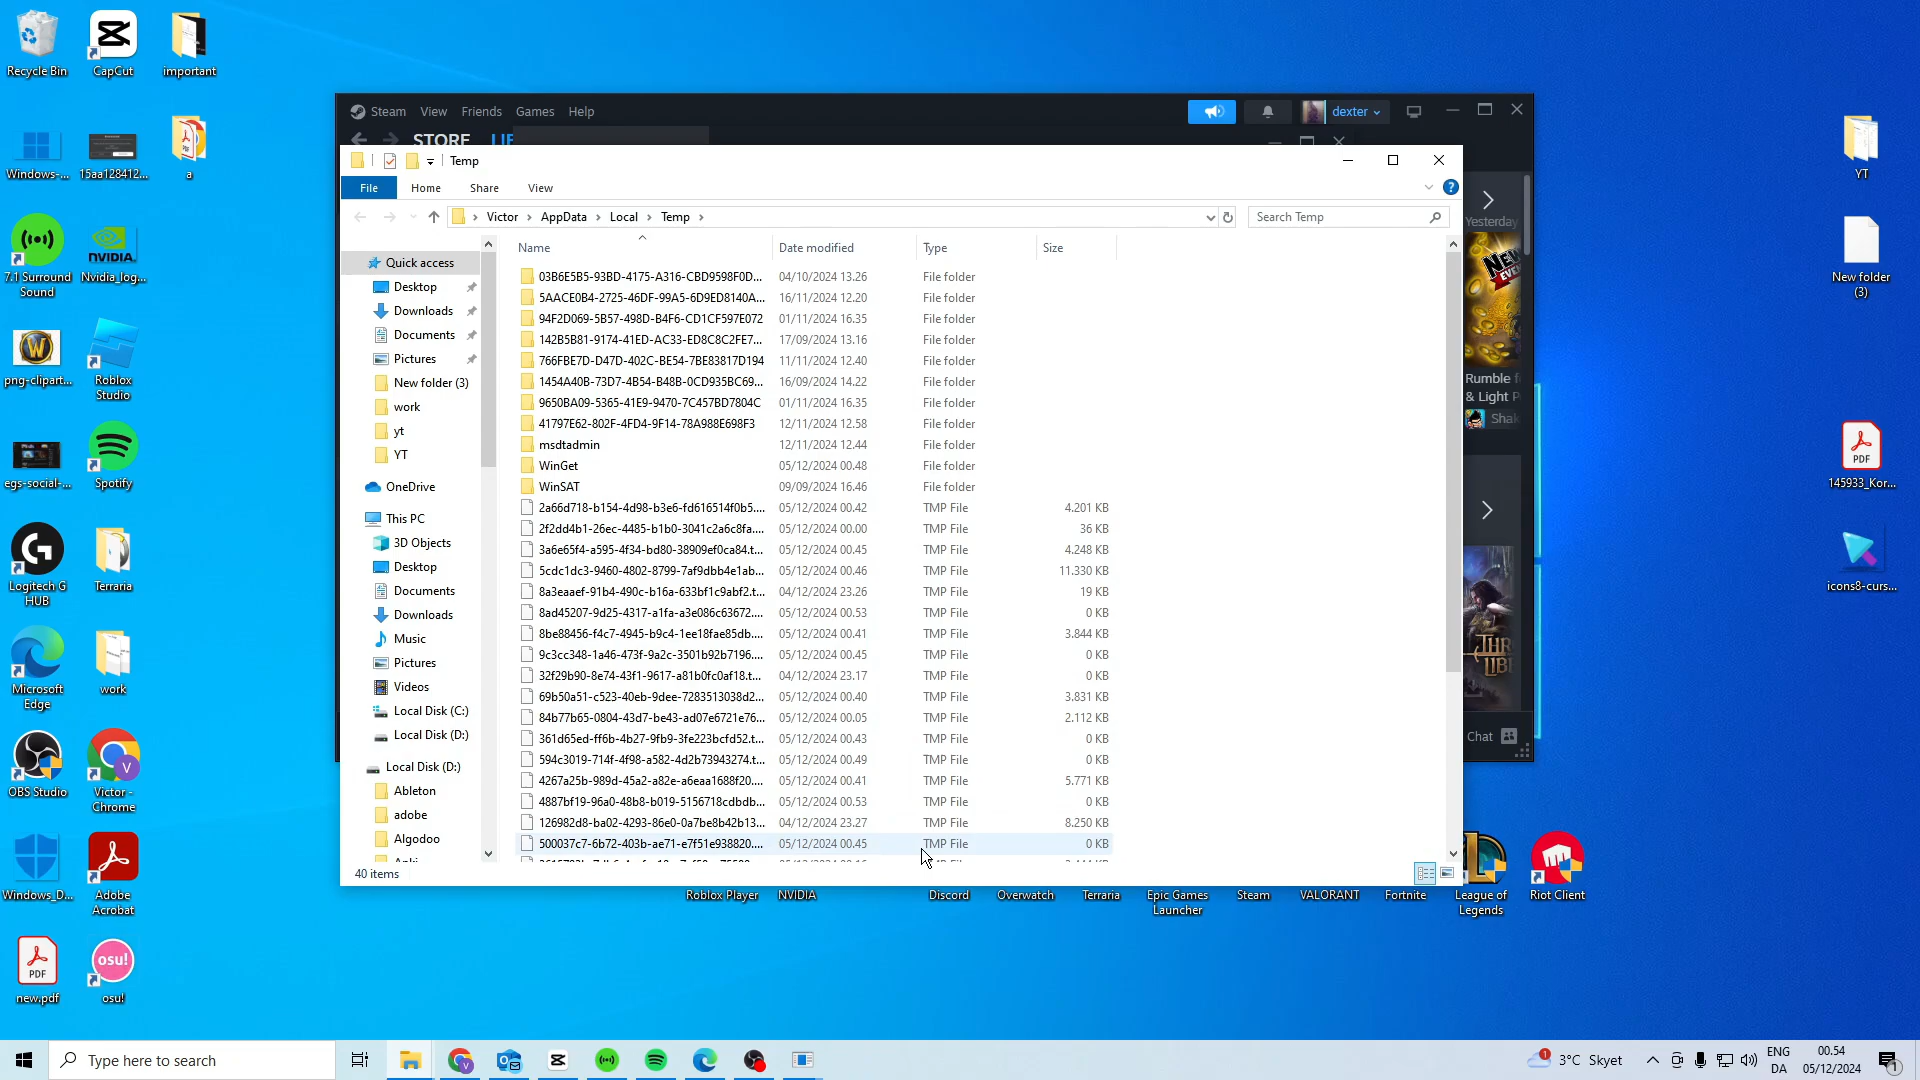 Recycle Bin
CapCut
important
Windows-...
15aa128412...
a
7.1 Surround
Sound
Nvidia_log...
png-clipart...
Roblox
Studio
egs-social-...
Spotify
Logitech G
HUB
Terraria
Microsoft
Edge
work
OBS Studio
Victor -
Chrome
Windows_D...
Adobe
Acrobat
new.pdf
osu!
Steam View Friends Games Help
dexter
STORE
Temp
File Home Share View
Victor › AppData › Local › Temp ›
Search Temp
Name Date modified Type Size
Quick access
Desktop
Downloads
Documents
Pictures
New folder (3)
work
yt
YT
OneDrive
This PC
3D Objects
Desktop
Documents
Downloads
Music
Pictures
Videos
Local Disk (C:)
Local Disk (D:)
Local Disk (D:)
Ableton
adobe
Algodoo
03B6E5B5-93BD-4175-A316-CBD9598F0D... 04/10/2024 13.26 File folder
5AACE0B4-2725-46DF-99A5-6D9ED8140A... 16/11/2024 12.20 File folder
94F2D069-5B57-498D-B4F6-CD1CF597E072 01/11/2024 16.35 File folder
142B5B81-9174-41ED-AC33-ED8C8C2FE7... 17/09/2024 13.16 File folder
766FBE7D-D47D-402C-BE54-7BE83817D194 11/11/2024 12.40 File folder
1454A40B-73D7-4B54-B48B-0CD935BC69... 16/09/2024 14.22 File folder
9650BA09-5365-41E9-9470-7C457BD7804C 01/11/2024 16.35 File folder
41797E62-802F-4FD4-9F14-78A988E698F3 12/11/2024 12.58 File folder
msdtadmin 12/11/2024 12.44 File folder
WinGet 05/12/2024 00.48 File folder
WinSAT 09/09/2024 16.46 File folder
2a66d718-b154-4d98-b3e6-fd616514f0b5.... 05/12/2024 00.42 TMP File 4.201 KB
2f2dd4b1-26ec-4485-b1b0-3041c2a6c8fa.... 05/12/2024 00.00 TMP File 36 KB
3a6e65f4-a595-4f34-bd80-38909ef0ca84.t... 05/12/2024 00.45 TMP File 4.248 KB
5cdc1dc3-9460-4802-8799-7af9dbb4e1ab... 05/12/2024 00.46 TMP File 11.330 KB
8a3eaaef-91b4-490c-b16a-633bf1c9abf2.t... 04/12/2024 23.26 TMP File 19 KB
8ad45207-9d25-4317-a1fa-a3e086c63672.... 05/12/2024 00.53 TMP File 0 KB
8be88456-f4c7-4945-b9c4-1ee18fae85db.... 05/12/2024 00.41 TMP File 3.844 KB
9c3cc348-1a46-473f-9a2c-3501b92b7196.... 05/12/2024 00.45 TMP File 0 KB
32f29b90-8e74-43f1-9617-a81b0fc0af18.t... 04/12/2024 23.17 TMP File 0 KB
69b50a51-c523-40eb-9dee-7283513038d2... 05/12/2024 00.40 TMP File 3.831 KB
84b77b65-0804-43d7-be43-ad07e6721e76... 05/12/2024 00.05 TMP File 2.112 KB
361d65ed-ff6b-4b27-9fb9-3fe223bcfd52.t... 05/12/2024 00.43 TMP File 0 KB
594c3019-714f-4f98-a582-4d2b73943274.t... 05/12/2024 00.49 TMP File 0 KB
4267a25b-989d-45a2-a82e-a6eaa1688f20.... 05/12/2024 00.41 TMP File 5.771 KB
4887bf19-96a0-48b8-b019-5156718cdbdb... 05/12/2024 00.53 TMP File 0 KB
126982d8-ba02-4293-86e0-0a7be8b42b13... 04/12/2024 23.27 TMP File 8.250 KB
500037c7-6b72-403b-ae71-e7f51e938820.... 05/12/2024 00.45 TMP File 0 KB
40 items
Yesterday
NEW
EVEN
Rumble
& Light P
Shak
THR
LIB
Chat
YT
New folder
(3)
PDF
145933_Kor...
icons8-curs...
Roblox Player
NVIDIA
Discord
Overwatch
Terraria
Epic Games
Launcher
Steam
VALORANT
Fortnite
League of
Legends
Riot Client
Type here to search
3°C Skyet
ENG
DA
00.54
05/12/2024